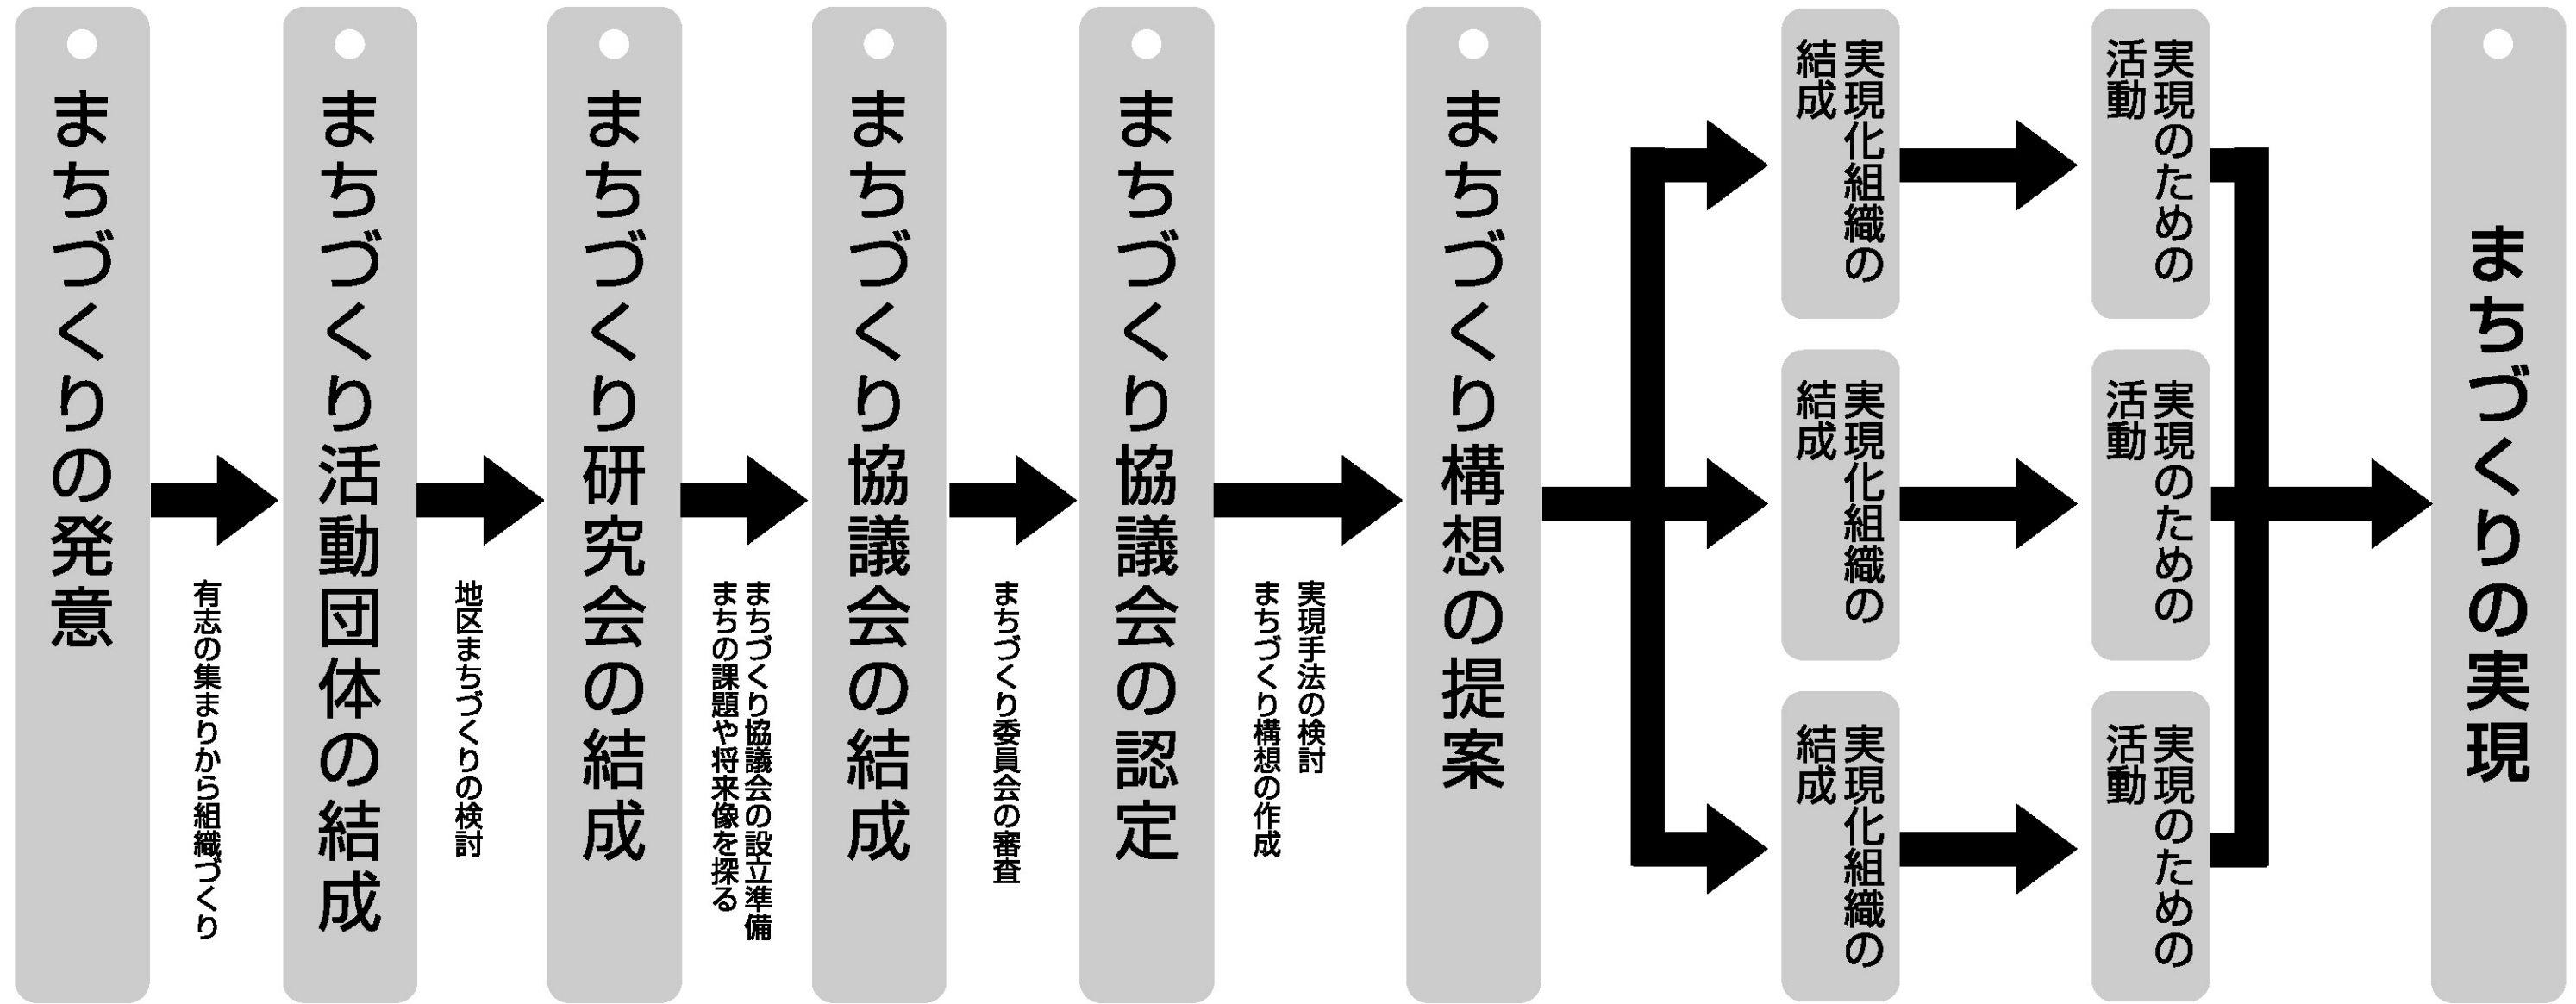 まちづくりの発意
有志の集まりから組織づくり
まちづくり活動団体の結成
地区まちづくりの検討
まちづくり研究会の結成
まちづくり協議会の設立準備
まちの課題や将来像を探る
まちづくり協議会の結成
まちづくり委員会の審査
まちづくり協議会の認定
実現手法の検討
まちづくり構想の作成
まちづくり構想の提案
実現化組織の
結成
実現のための
活動
実現化組織の
結成
実現のための
活動
実現化組織の
結成
実現のための
活動
まちづくりの実現